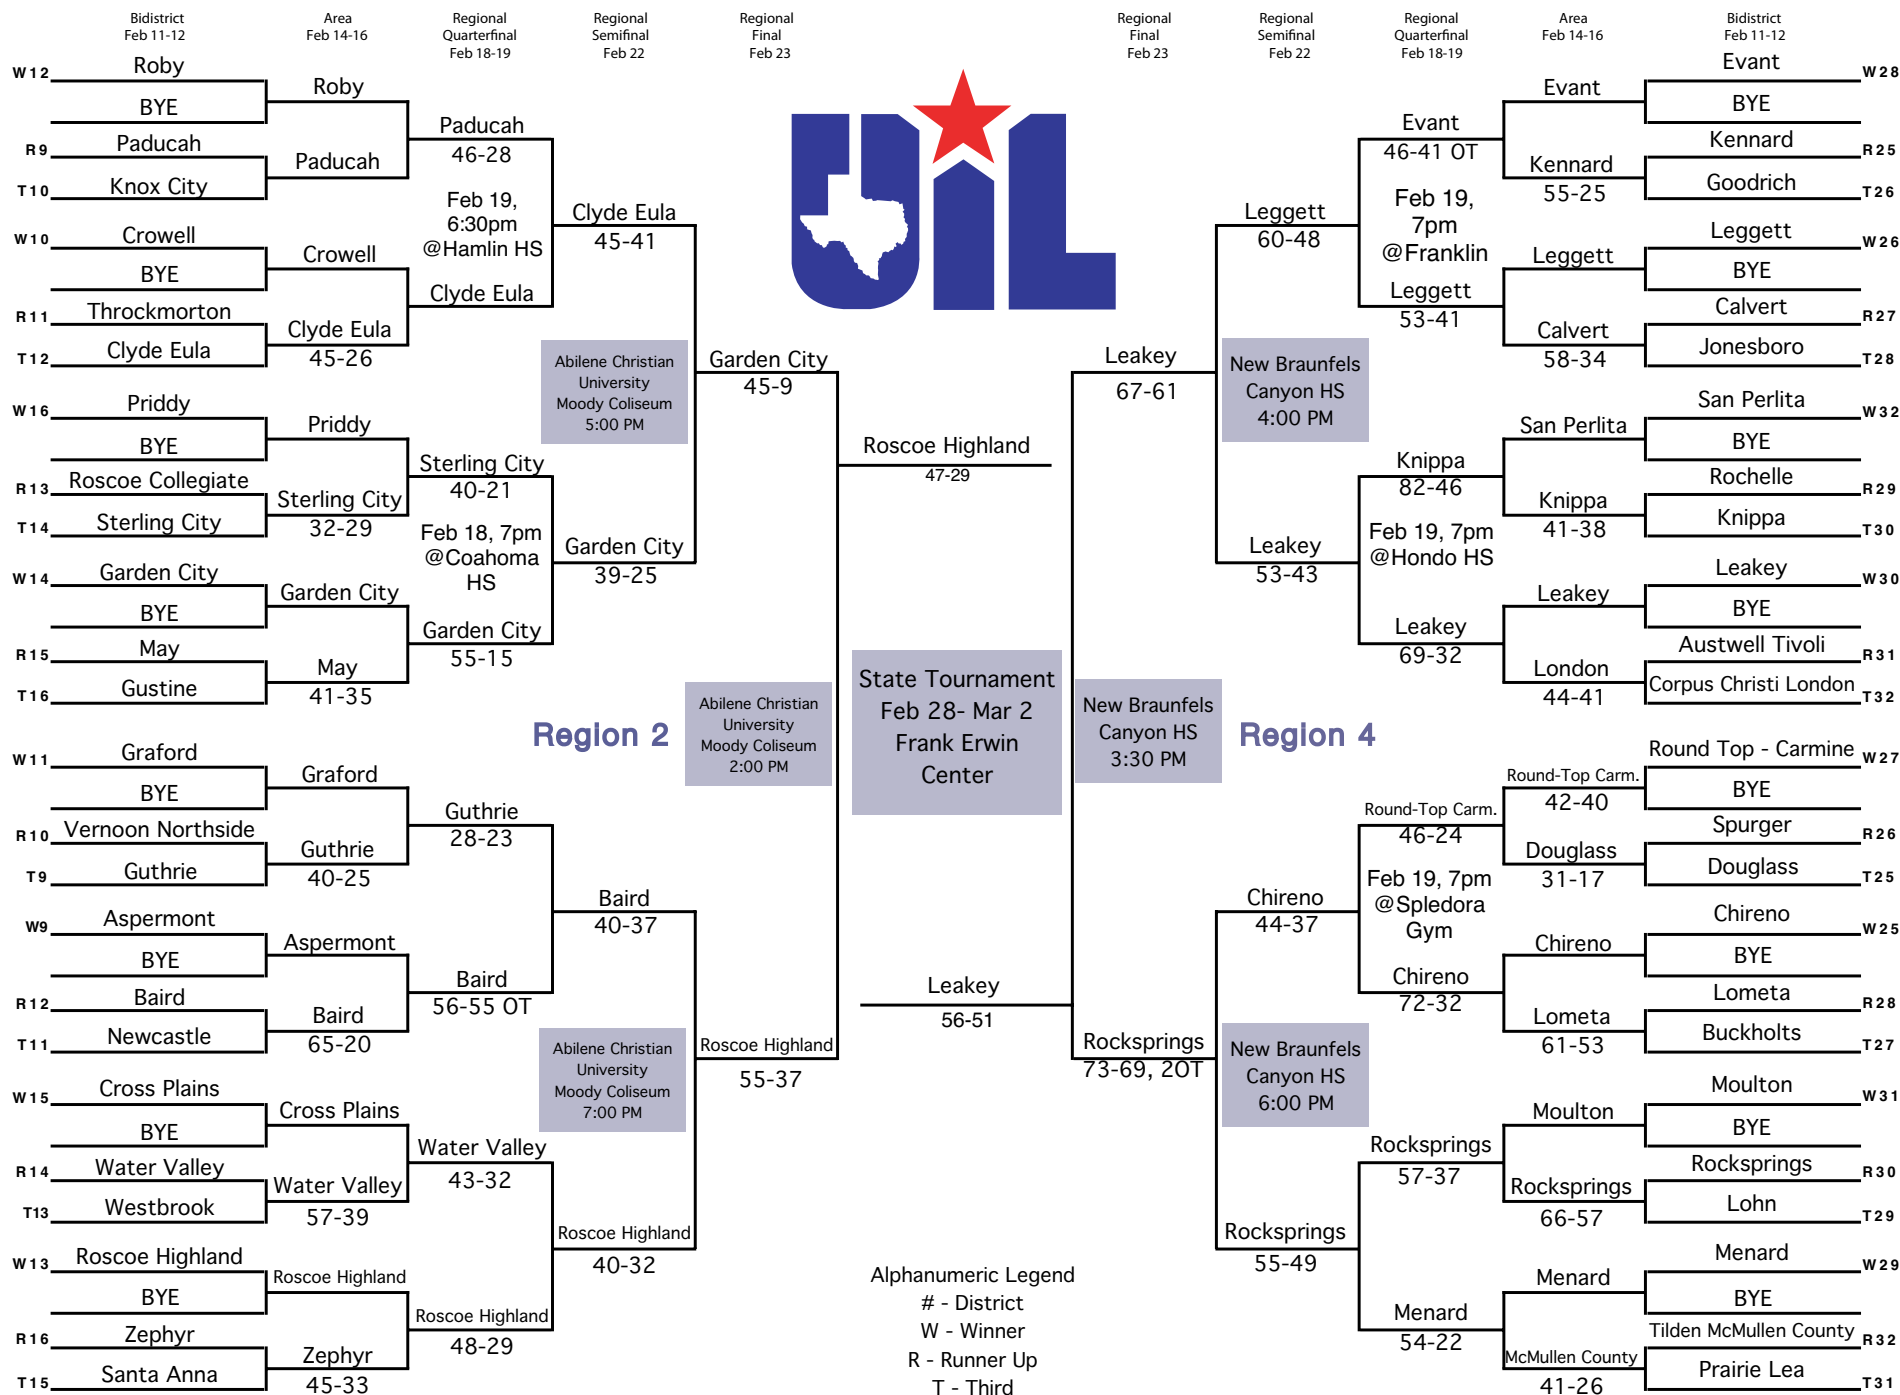 Bidistrict
Feb 11-12
Area
Feb 14-16
Regional
Quarterfinal
Feb 18-19
Regional
Semifinal
Feb 22
Regional
Final
Feb 23
Regional
Final
Feb 23
Regional
Semifinal
Feb 22
Regional
Quarterfinal
Feb 18-19
Area
Feb 14-16
Bidistrict
Feb 11-12
UIL
W12
Roby
BYE
R9
Paducah
T10
Knox City
W10
Crowell
BYE
R11
Throckmorton
T12
Clyde Eula
W16
Priddy
BYE
R13
Roscoe Collegiate
T14
Sterling City
W14
Garden City
BYE
R15
May
T16
Gustine
W11
Graford
BYE
R10
Vernoon Northside
T9
Guthrie
W9
Aspermont
BYE
R12
Baird
T11
Newcastle
W15
Cross Plains
BYE
R14
Water Valley
T13
Westbrook
W13
Roscoe Highland
BYE
R16
Zephyr
T15
Santa Anna
Roby
Paducah
Crowell
Clyde Eula
45-26
Priddy
Sterling City
32-29
Garden City
May
41-35
Graford
Guthrie
40-25
Aspermont
Baird
65-20
Cross Plains
Water Valley
57-39
Roscoe Highland
Zephyr
45-33
Paducah
46-28
Feb 19,
6:30pm
@Hamlin HS
Clyde Eula
Sterling City
40-21
Feb 18, 7pm
@Coahoma
HS
Garden City
55-15
Guthrie
28-23
Baird
56-55 OT
Water Valley
43-32
Roscoe Highland
48-29
Clyde Eula
45-41
Abilene Christian
University
Moody Coliseum
5:00 PM
Garden City
39-25
Region 2
Baird
40-37
Abilene Christian
University
Moody Coliseum
7:00 PM
Roscoe Highland
40-32
Garden City
45-9
Abilene Christian
University
Moody Coliseum
2:00 PM
Roscoe Highland
55-37
Roscoe Highland
47-29
State Tournament
Feb 28- Mar 2
Frank Erwin
Center
Leakey
56-51
Alphanumeric Legend
# - District
W - Winner
R - Runner Up
T - Third
Leakey
67-61
New Braunfels
Canyon HS
3:30 PM
Rocksprings
73-69, 2OT
Leggett
60-48
New Braunfels
Canyon HS
4:00 PM
Leakey
53-43
Region 4
Chireno
44-37
New Braunfels
Canyon HS
6:00 PM
Rocksprings
55-49
Evant
46-41 OT
Feb 19,
7pm
@Franklin
Leggett
53-41
Knippa
82-46
Feb 19, 7pm
@Hondo HS
Leakey
69-32
Round-Top Carm.
46-24
Feb 19, 7pm
@Spledora
Gym
Chireno
72-32
Rocksprings
57-37
Menard
54-22
Evant
Kennard
55-25
Leggett
Calvert
58-34
San Perlita
Knippa
41-38
Leakey
London
44-41
Round-Top Carm.
42-40
Douglass
31-17
Chireno
Lometa
61-53
Moulton
Rocksprings
66-57
Menard
McMullen County
41-26
Evant
W28
BYE
Kennard
R25
Goodrich
T26
Leggett
W26
BYE
Calvert
R27
Jonesboro
T28
San Perlita
W32
BYE
Rochelle
R29
Knippa
T30
Leakey
W30
BYE
Austwell Tivoli
R31
Corpus Christi London
T32
Round Top - Carmine
W27
BYE
Spurger
R26
Douglass
T25
Chireno
W25
BYE
Lometa
R28
Buckholts
T27
Moulton
W31
BYE
Rocksprings
R30
Lohn
T29
Menard
W29
BYE
Tilden McMullen County
R32
Prairie Lea
T31